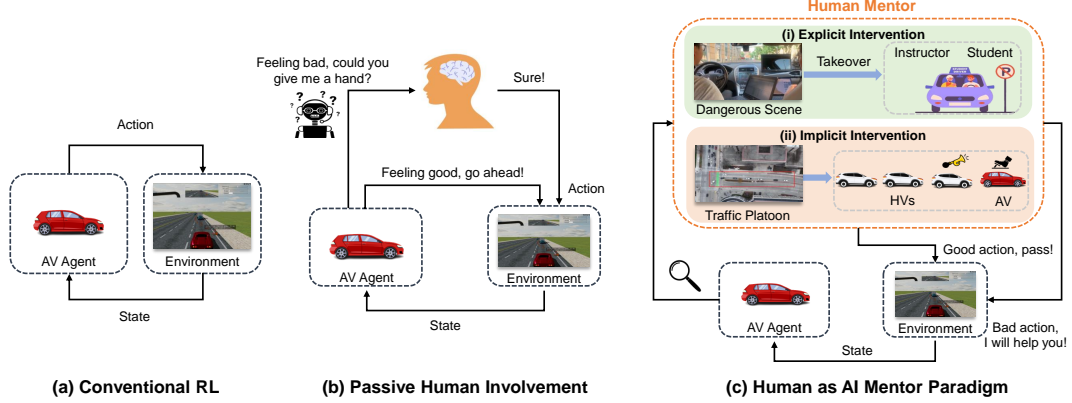 Action
AV Agent
Environment
State
(a) Conventional RL
Feeling bad, could you
give me a hand?
? ? ? ? ? ?
Sure!
Feeling good, go ahead!
Action
AV Agent
Environment
State
(b) Passive Human Involvement
Human Mentor
(i) Explicit Intervention
Takeover
Instructor Student
Dangerous Scene
(ii) Implicit Intervention
Traffic Platoon
HVs AV
Good action, pass!
AV Agent
Environment
Bad action,
I will help you!
State
(c) Human as AI Mentor Paradigm